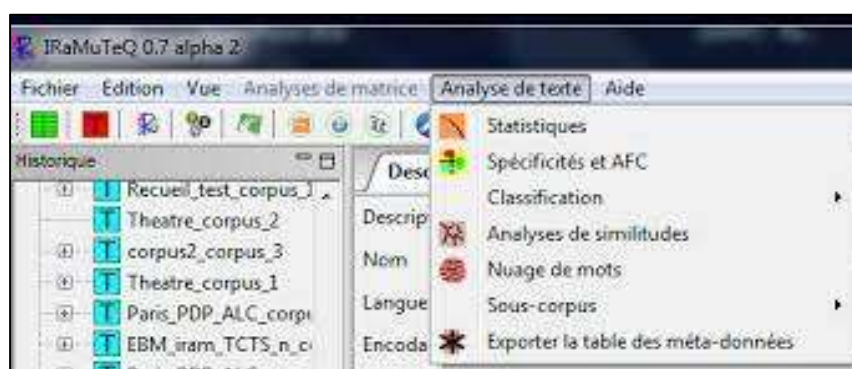 IRaMuTeQ 0.7 alpha 2
Fichier Edition Vue Analyses de matrice Analyse de texte Aide
Historique
Recueil_test_corpus_1
Theatre_corpus_2
corpus2_corpus_3
Theatre_corpus_1
Paris_PDP_ALC_corpu
EBM_iram_TCTS_n_c
Desc
Descrip
Nom
Langue
Encoda
Statistiques
Spécificités et AFC
Classification
Analyses de similitudes
Nuage de mots
Sous-corpus
Exporter la table des méta-données